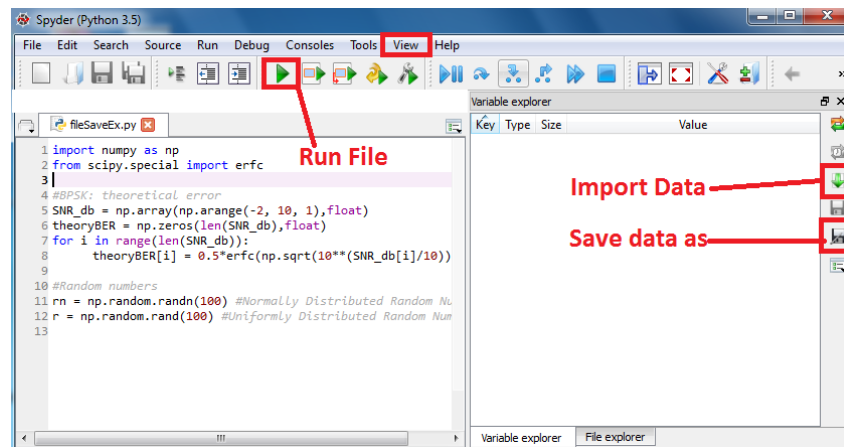 Spyder (Python 3.5)
File Edit Search Source Run Debug Consoles Tools View Help
»
Variable explorer
fileSaveEx.py
Key Type Size Value
Run File
Import Data
Save data as
1 import numpy as np
2 from scipy.special import erfc
3
4 #BPSK: theoretical error
5 SNR_db = np.array(np.arange(-2, 10, 1),float)
6 theoryBER = np.zeros(len(SNR_db),float)
7 for i in range(len(SNR_db)):
8 theoryBER[i] = 0.5*erfc(np.sqrt(10**(SNR_db[i]/10))
9
10 #Random numbers
11 rn = np.random.randn(100) #Normally Distributed Random Nu
12 r = np.random.rand(100) #Uniformly Distributed Random Num
13
Variable explorer File explorer